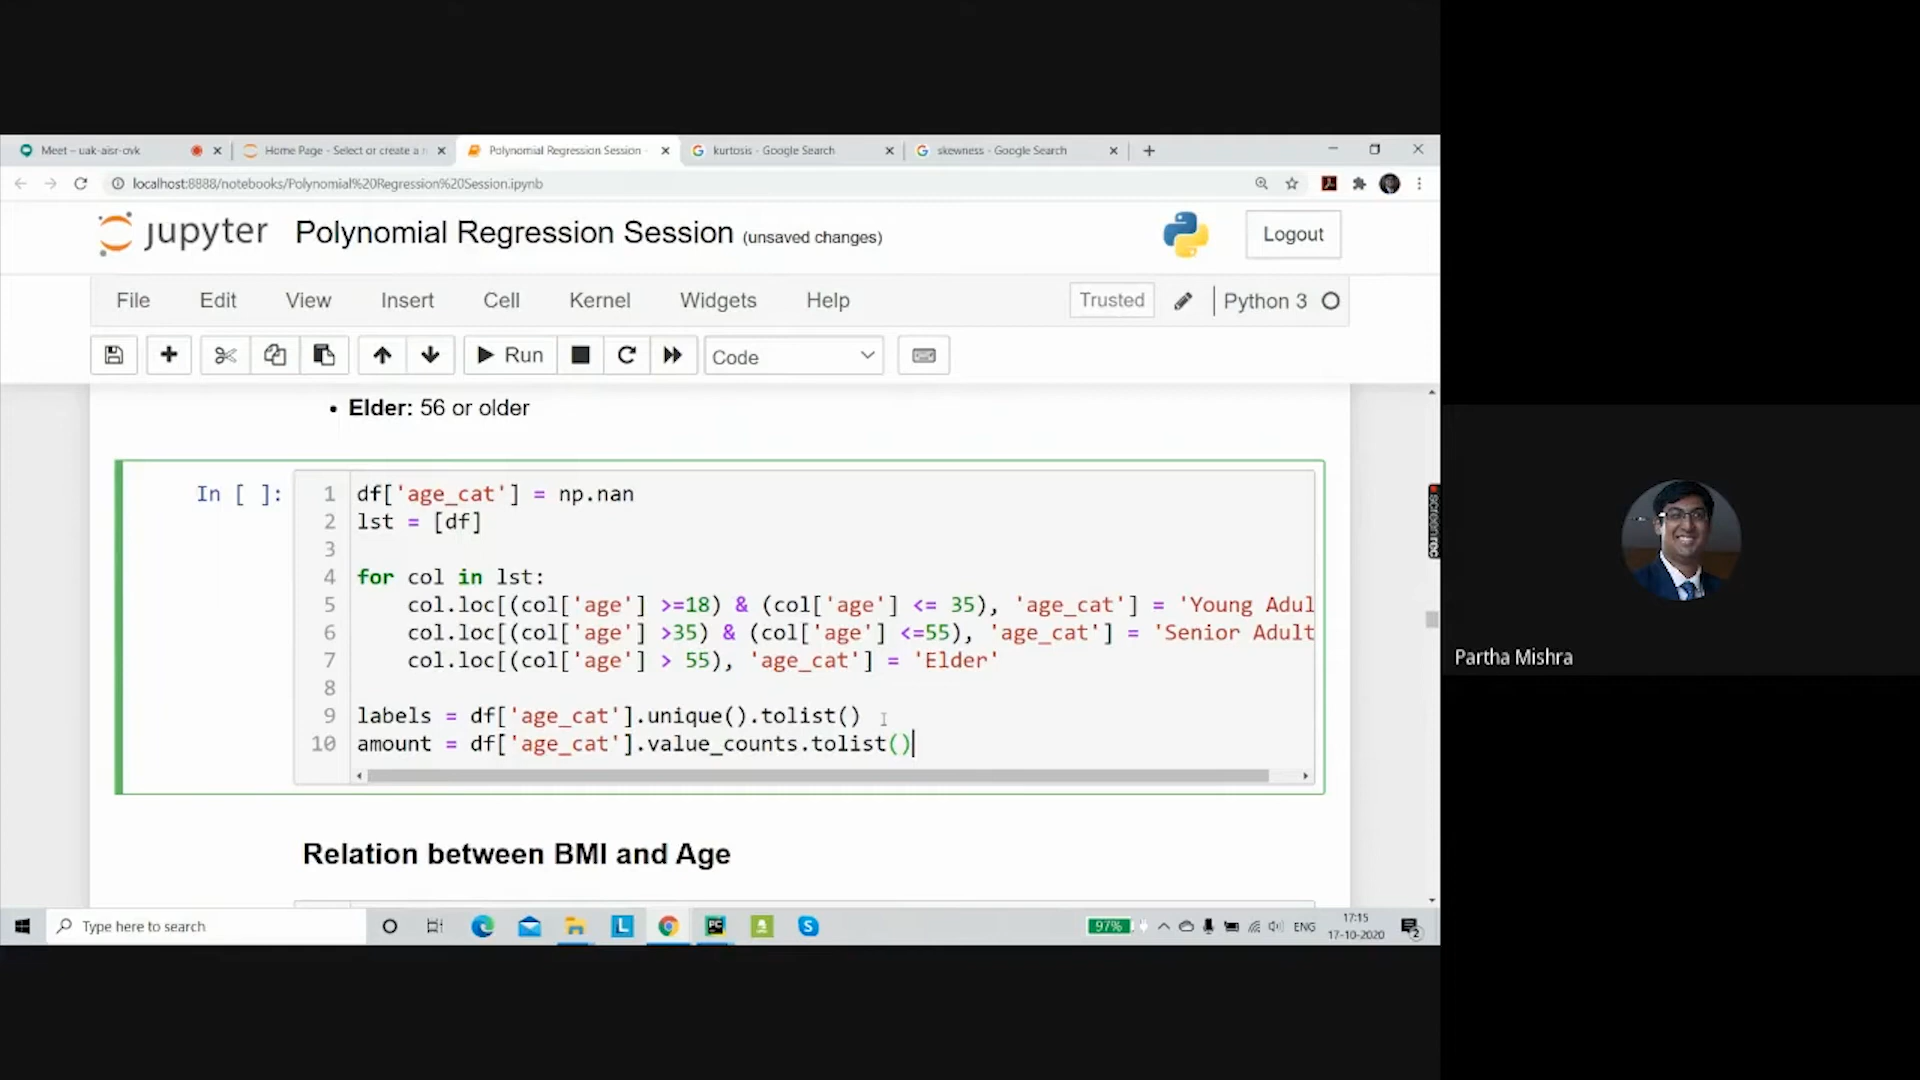 Meet – uak-aisr-ovk
Home Page - Select or create a n
Polynomial Regression Session -
kurtosis - Google Search
skewness - Google Search
localhost:8888/notebooks/Polynomial%20Regression%20Session.ipynb
jupyter Polynomial Regression Session (unsaved changes)
Logout
File Edit View Insert Cell Kernel Widgets Help
Trusted
Python 3
Run
Code
• Elder: 56 or older
In [ ]:
1 df['age_cat'] = np.nan
2 lst = [df]
3
4 for col in lst:
5 col.loc[(col['age'] >=18) & (col['age'] <= 35), 'age_cat'] = 'Young Adul
6 col.loc[(col['age'] >35) & (col['age'] <=55), 'age_cat'] = 'Senior Adult
7 col.loc[(col['age'] > 55), 'age_cat'] = 'Elder'
8
9 labels = df['age_cat'].unique().tolist()
10 amount = df['age_cat'].value_counts.tolist()
Relation between BMI and Age
screenrec
Partha Mishra
Type here to search
97%
ENG
17:15
17-10-2020
2